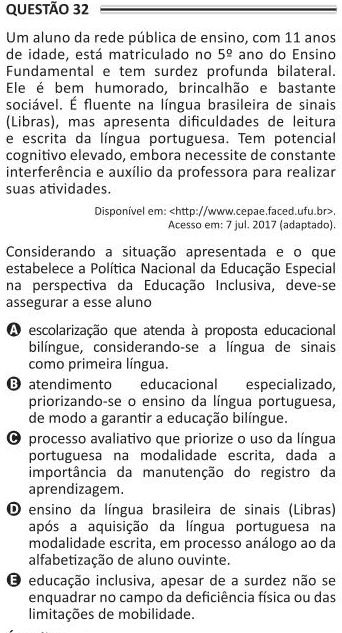 QUESTÃO 32
Um aluno da rede pública de ensino, com 11 anos
de idade, está matriculado no 5º ano do Ensino
Fundamental e tem surdez profunda bilateral.
Ele é bem humorado, brincalhão e bastante
sociável. É fluente na língua brasileira de sinais
(Libras), mas apresenta dificuldades de leitura
e escrita da língua portuguesa. Tem potencial
cognitivo elevado, embora necessite de constante
interferência e auxílio da professora para realizar
suas atividades.
Disponível em: <http://www.cepae.faced.ufu.br>.
Acesso em: 7 jul. 2017 (adaptado).
Considerando a situação apresentada e o que
estabelece a Política Nacional da Educação Especial
na perspectiva da Educação Inclusiva, deve-se
assegurar a esse aluno
A escolarização que atenda à proposta educacional
bilíngue, considerando-se a língua de sinais
como primeira língua.
B atendimento educacional especializado,
priorizando-se o ensino da língua portuguesa,
de modo a garantir a educação bilíngue.
C processo avaliativo que priorize o uso da língua
portuguesa na modalidade escrita, dada a
importância da manutenção do registro da
aprendizagem.
D ensino da língua brasileira de sinais (Libras)
após a aquisição da língua portuguesa na
modalidade escrita, em processo análogo ao da
alfabetização de aluno ouvinte.
E educação inclusiva, apesar de a surdez não se
enquadrar no campo da deficiência física ou das
limitações de mobilidade.